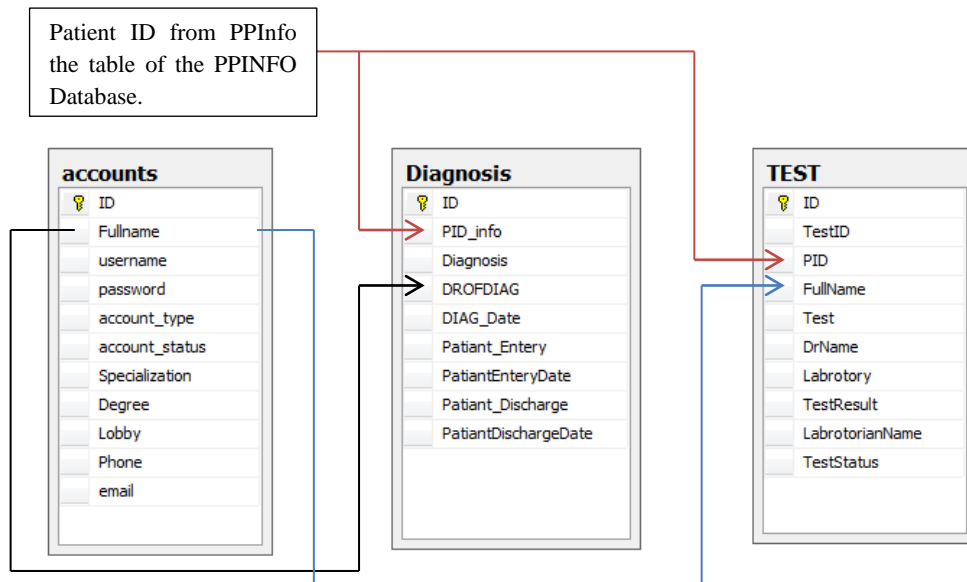 Patient ID from PPInfo
the table of the PPINFO
Database.
accounts
ID
Fullname
username
password
account_type
account_status
Specialization
Degree
Lobby
Phone
email
Diagnosis
ID
PID_info
Diagnosis
DROFDIAG
DIAG_Date
Patiant_Entery
PatiantEnteryDate
Patiant_Discharge
PatiantDischargeDate
TEST
ID
TestID
PID
FullName
Test
DrName
Labrotory
TestResult
LabrotorianName
TestStatus